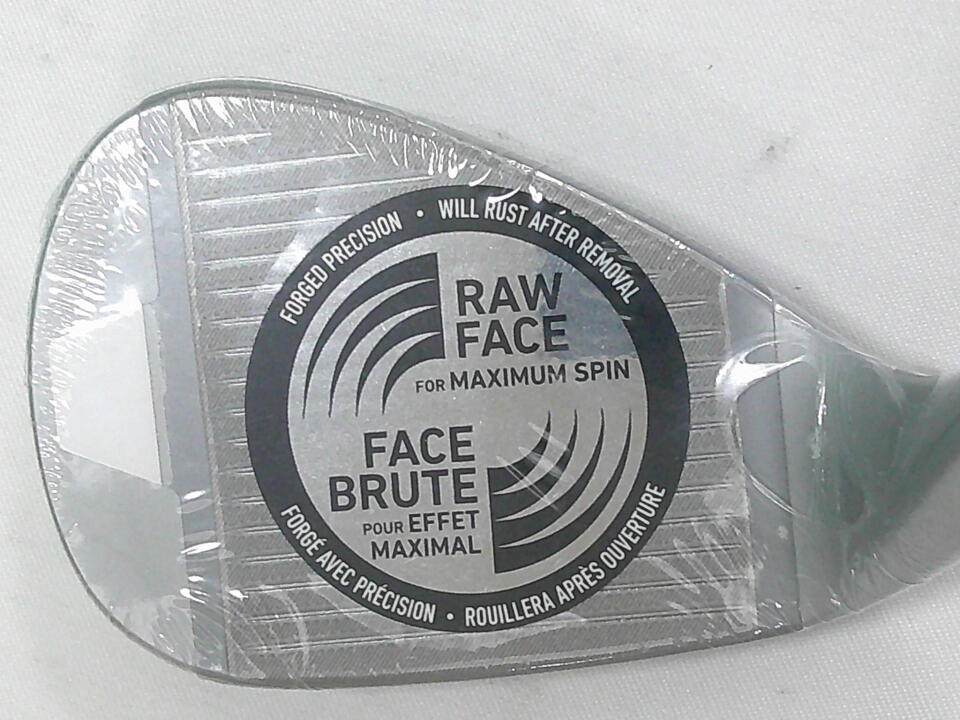 FORGED PRECISION • WILL RUST AFTER REMOVAL
RAW
FACE
FOR MAXIMUM SPIN
FACE
BRUTE
POUR EFFET
MAXIMAL
FORGÉ AVEC PRÉCISION • ROUILLERA APRÈS OUVERTURE